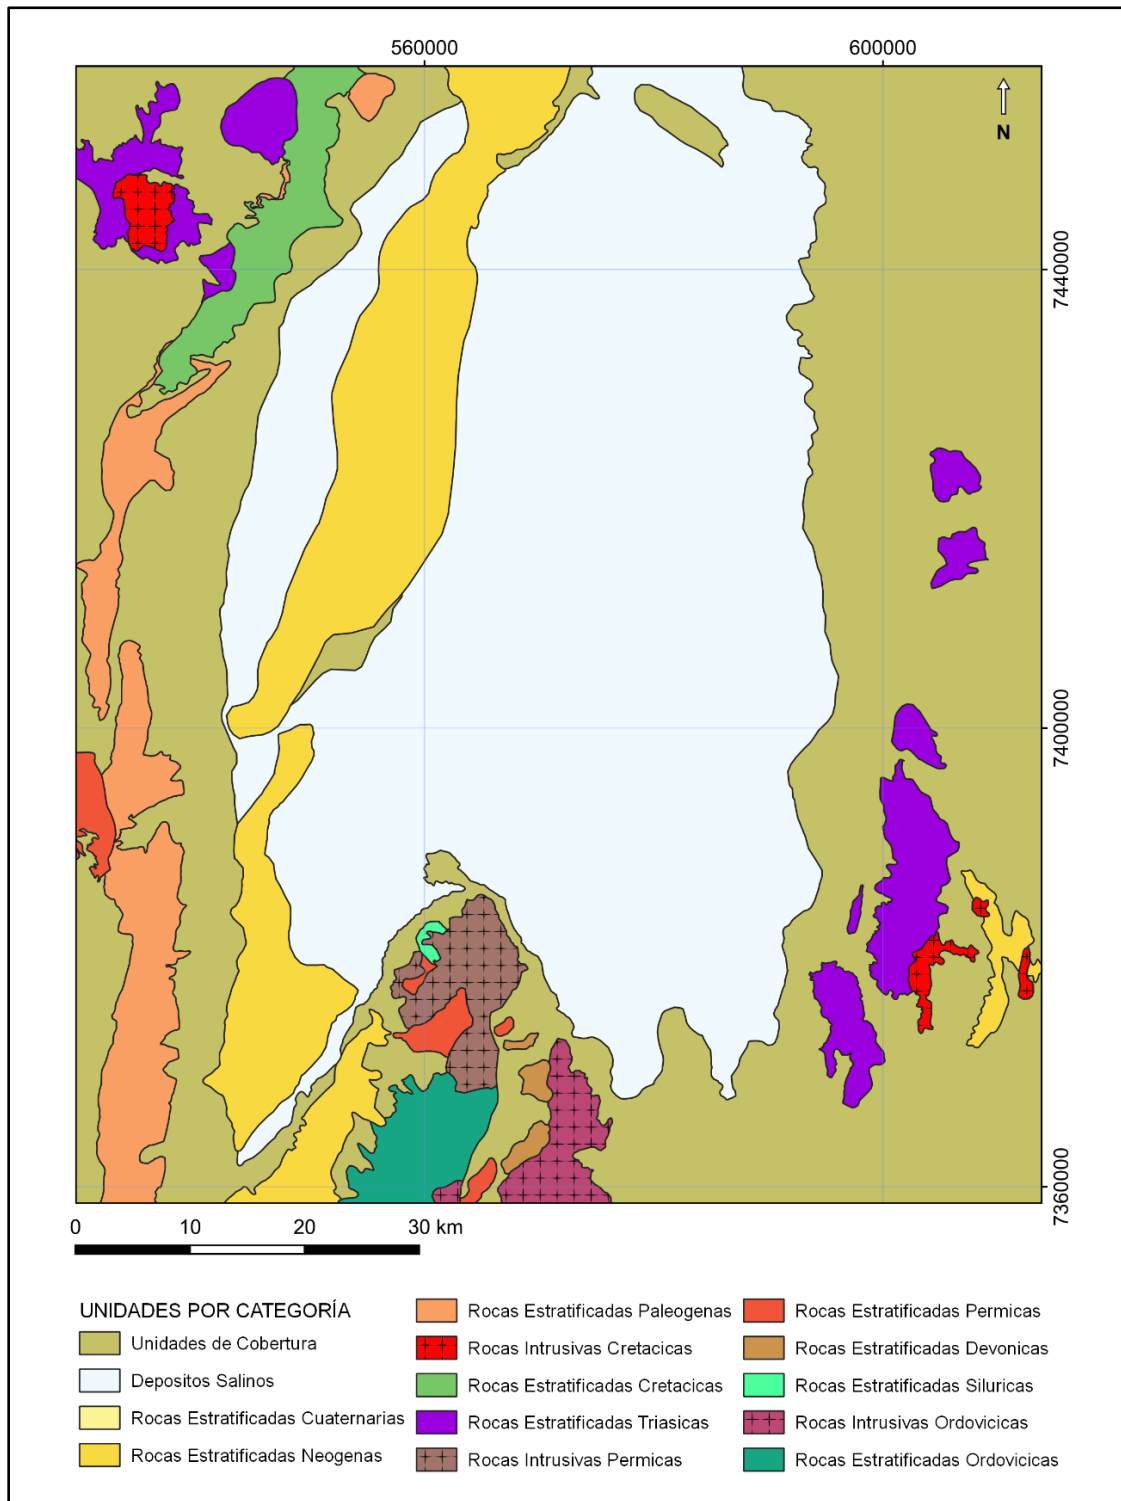 560000 600000
N
7440000
7400000
7360000
0 10 20 30 km
UNIDADES POR CATEGORÍA
Unidades de Cobertura
Depositos Salinos
Rocas Estratificadas Cuaternarias
Rocas Estratificadas Neogenas
Rocas Estratificadas Paleogenas
Rocas Intrusivas Cretacicas
Rocas Estratificadas Cretacicas
Rocas Estratificadas Triasicas
Rocas Intrusivas Permicas
Rocas Estratificadas Permicas
Rocas Estratificadas Devonicas
Rocas Estratificadas Siluricas
Rocas Intrusivas Ordovicicas
Rocas Estratificadas Ordovicicas